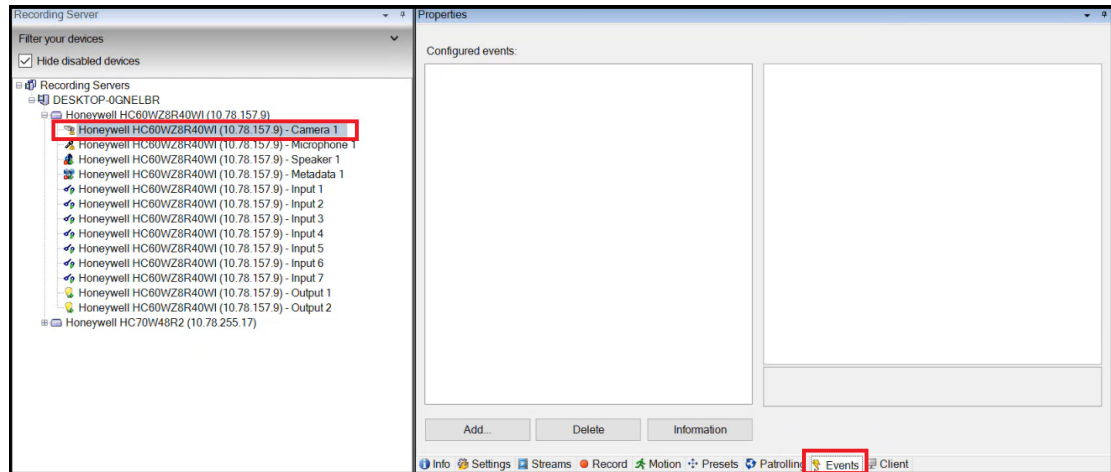 Recording Server
Filter your devices
Hide disabled devices
Recording Servers
DESKTOP-0GNELBR
Honeywell HC60WZ8R40WI (10.78.157.9)
Honeywell HC60WZ8R40WI (10.78.157.9) - Camera 1
Honeywell HC60WZ8R40WI (10.78.157.9) - Microphone 1
Honeywell HC60WZ8R40WI (10.78.157.9) - Speaker 1
Honeywell HC60WZ8R40WI (10.78.157.9) - Metadata 1
Honeywell HC60WZ8R40WI (10.78.157.9) - Input 1
Honeywell HC60WZ8R40WI (10.78.157.9) - Input 2
Honeywell HC60WZ8R40WI (10.78.157.9) - Input 3
Honeywell HC60WZ8R40WI (10.78.157.9) - Input 4
Honeywell HC60WZ8R40WI (10.78.157.9) - Input 5
Honeywell HC60WZ8R40WI (10.78.157.9) - Input 6
Honeywell HC60WZ8R40WI (10.78.157.9) - Input 7
Honeywell HC60WZ8R40WI (10.78.157.9) - Output 1
Honeywell HC60WZ8R40WI (10.78.157.9) - Output 2
Honeywell HC70W48R2 (10.78.255.17)
Properties
Configured events:
Add... Delete Information
Info Settings Streams Record Motion Presets Patrolling Events Client